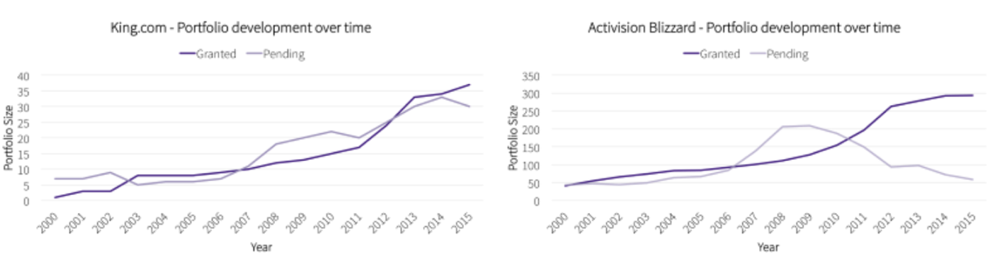 King.com - Portfolio development over time
Granted Pending
40
35
30
25
20
15
10
5
0
Portfolio Size
2000 2001 2002 2003 2004 2005 2006 2007 2008 2009 2010 2011 2012 2013 2014 2015
Year
Activision Blizzard - Portfolio development over time
Granted Pending
350
300
250
200
150
100
50
0
Portfolio Size
2000 2001 2002 2003 2004 2005 2006 2007 2008 2009 2010 2011 2012 2013 2014 2015
Year